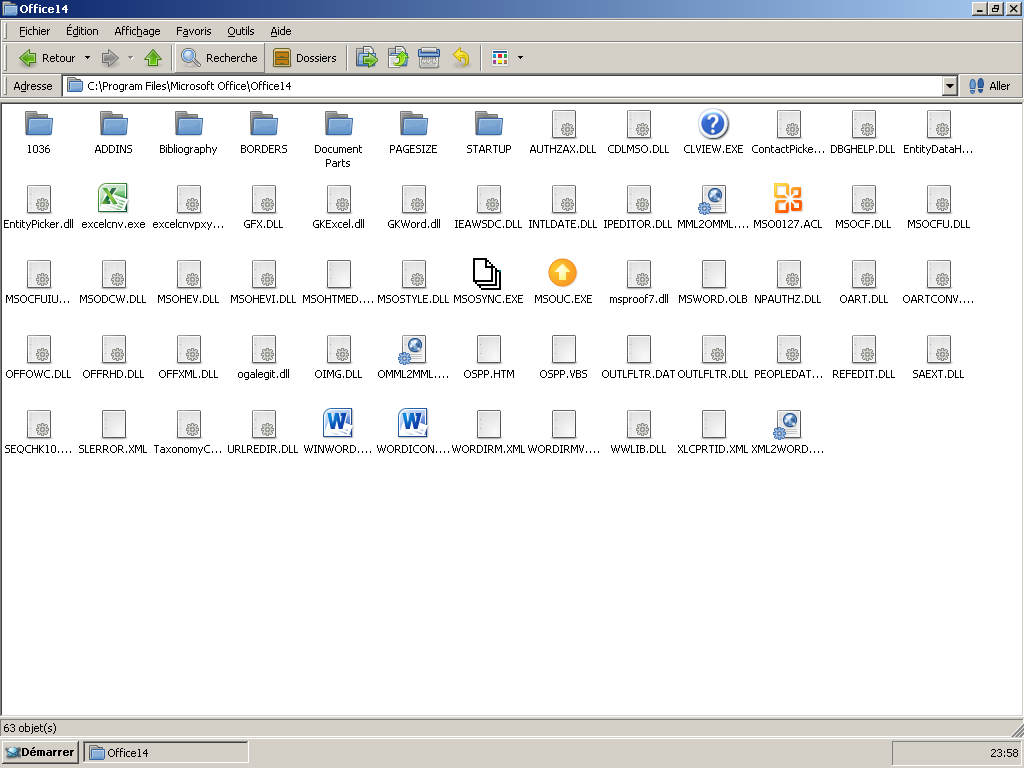 Office14
Fichier Édition Affichage Favoris Outils Aide
Retour Recherche Dossiers
Adresse C:\Program Files\Microsoft Office\Office14 Aller
1036 ADDINS Bibliography BORDERS Document Parts PAGESIZE STARTUP AUTHZAX.DLL CDLMSO.DLL CLVIEW.EXE ContactPicke... DBGHELP.DLL EntityDataH...
EntityPicker.dll excelcnv.exe excelcnvpxy... GFX.DLL GKExcel.dll GKWord.dll IEAWSDC.DLL INTLDATE.DLL IPEDITOR.DLL MML2OMML.... MSO0127.ACL MSOCF.DLL MSOCFU.DLL
MSOCFUIU... MSODCW.DLL MSOHEV.DLL MSOHEVI.DLL MSOHTMED.... MSOSTYLE.DLL MSOSYNC.EXE MSOUC.EXE msproof7.dll MSWORD.OLB NPAUTHZ.DLL OART.DLL OARTCONV....
OFFOWC.DLL OFFRHD.DLL OFFXML.DLL ogalegit.dll OIMG.DLL OMML2MML.... OSPP.HTM OSPP.VBS OUTLFLTR.DAT OUTLFLTR.DLL PEOPLEDAT... REFEDIT.DLL SAEXT.DLL
SEQCHK10.... SLERROR.XML TaxonomyC... URLREDIR.DLL WINWORD.... WORDICON.... WORDIRM.XML WORDIRMV.... WWLIB.DLL XLCPRTID.XML XML2WORD....
63 objet(s)
Démarrer Office14 23:58